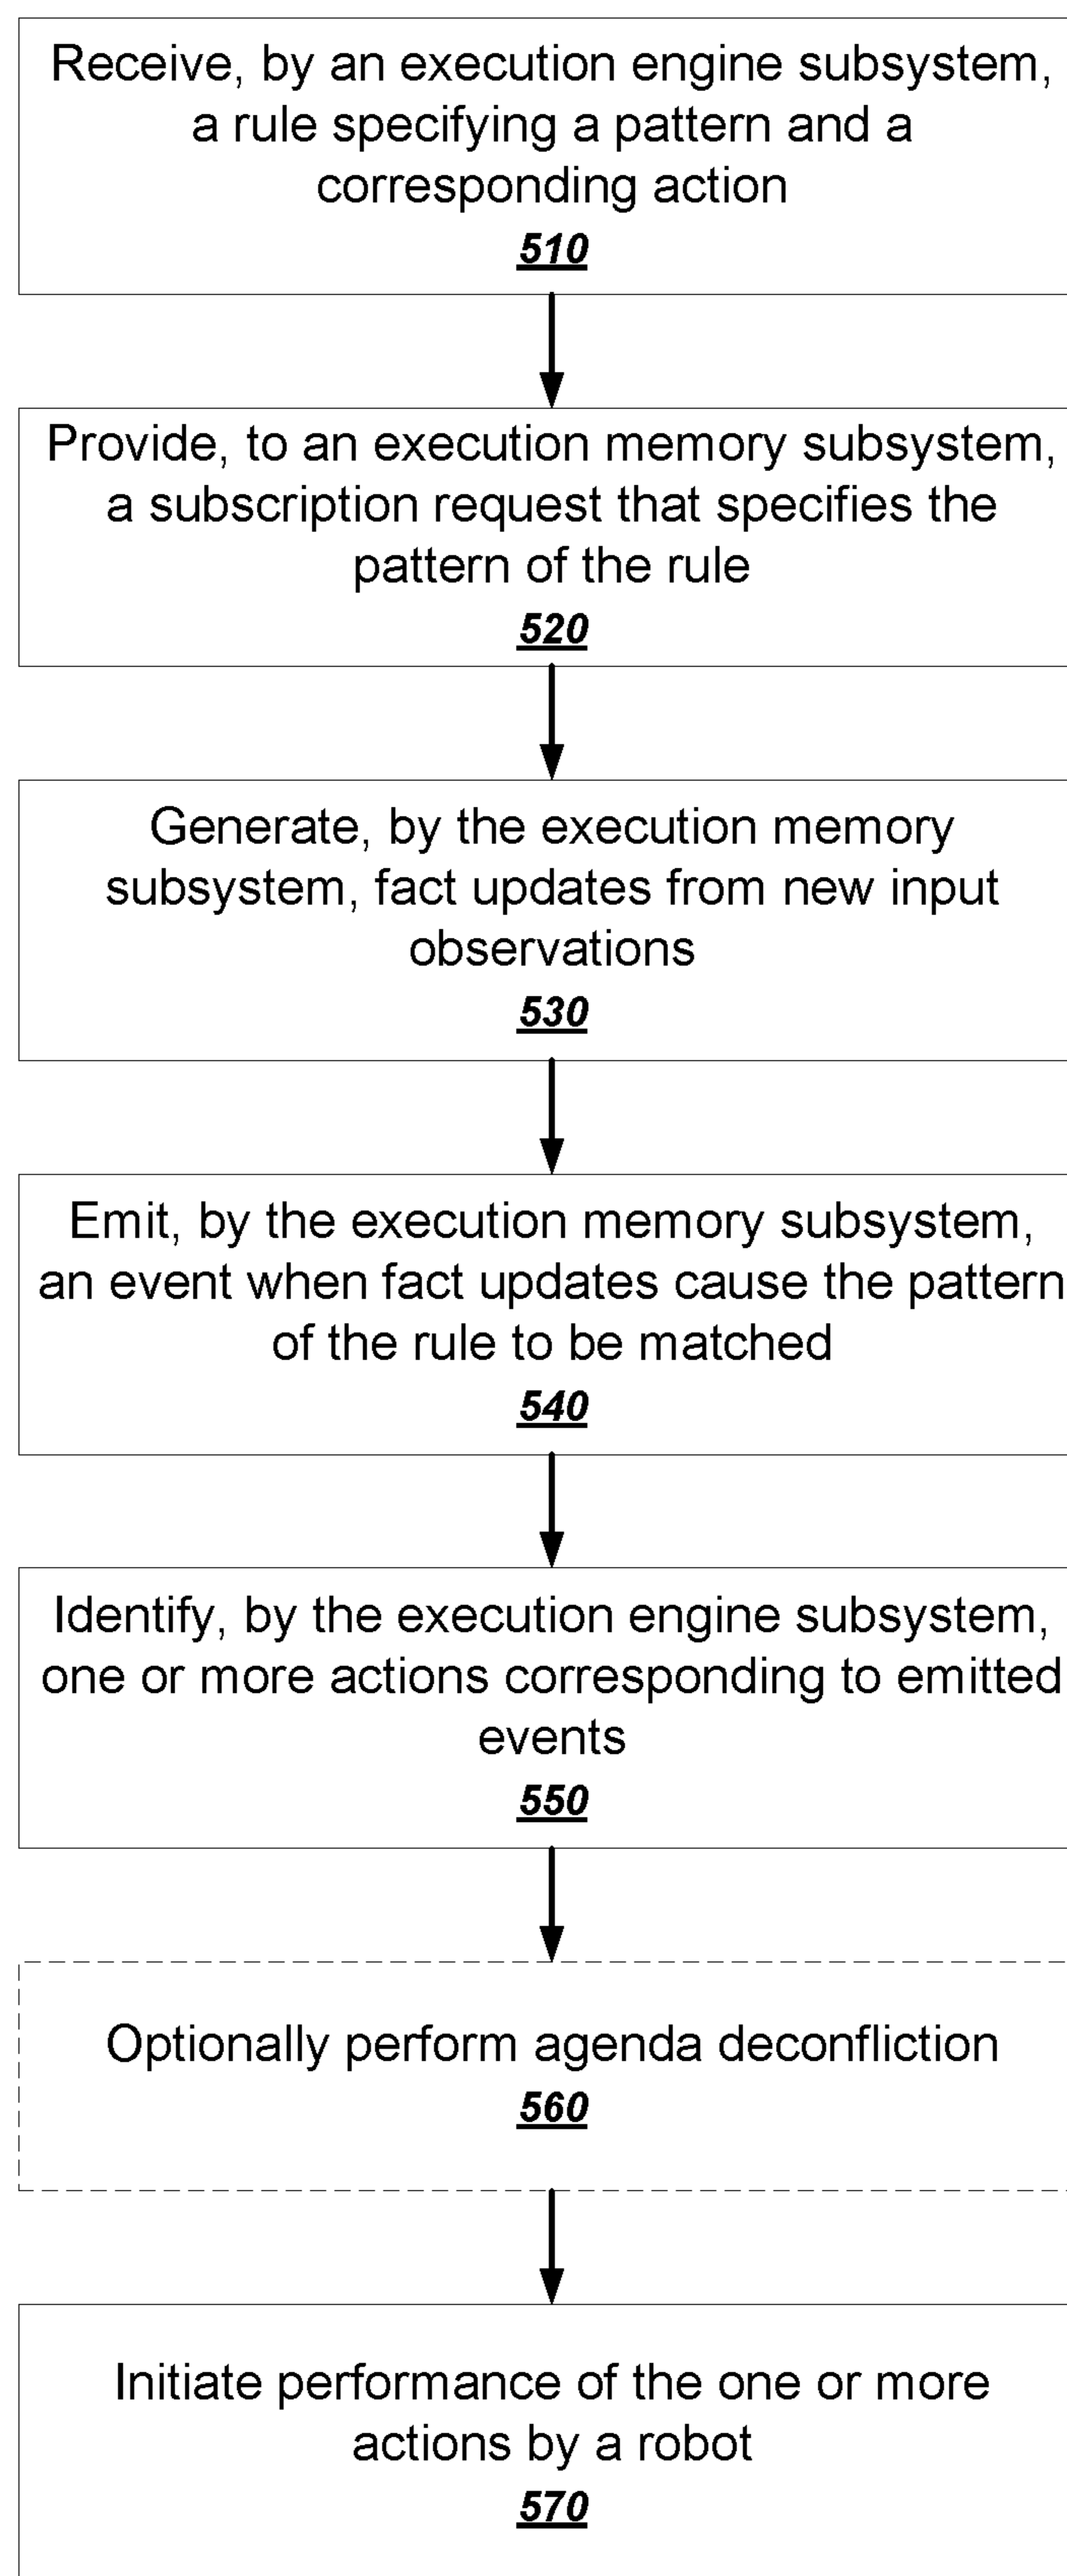 Receive, by an execution engine subsystem,
a rule specifying a pattern and a
corresponding action
510
Provide, to an execution memory subsystem,
a subscription request that specifies the
pattern of the rule
520
Generate, by the execution memory
subsystem, fact updates from new input
observations
530
Emit, by the execution memory subsystem,
an event when fact updates cause the pattern
of the rule to be matched
540
Identify, by the execution engine subsystem,
one or more actions corresponding to emitted
events
550
Optionally perform agenda deconfliction
560
Initiate performance of the one or more
actions by a robot
570